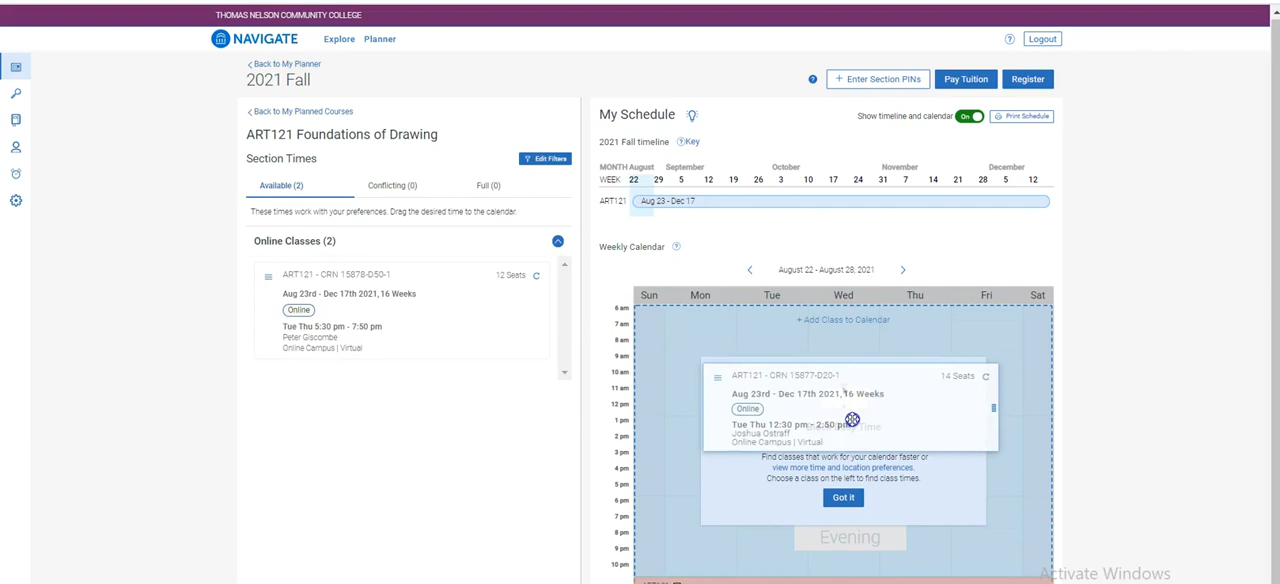 THOMAS NELSON COMMUNITY COLLEGE
NAVIGATE Explore Planner ? Logout
Back to My Planner
2021 Fall
? + Enter Section PINs Pay Tuition Register
Back to My Planned Courses
ART121 Foundations of Drawing
Section Times Edit Filters
Available (2) Conflicting (0) Full (0)
These times work with your preferences. Drag the desired time to the calendar.
Online Classes (2)
ART121 - CRN 15878-D50-1 12 Seats
Aug 23rd - Dec 17th 2021, 16 Weeks
Online
Tue Thu 5:30 pm - 7:50 pm
Peter Giscombe
Online Campus | Virtual
My Schedule
Show timeline and calendar On Print Schedule
2021 Fall timeline ? Key
MONTH August September October November December
WEEK 22 29 5 12 19 26 3 10 17 24 31 7 14 21 28 5 12
ART121 Aug 23 - Dec 17
Weekly Calendar ?
August 22 - August 28, 2021
Sun Mon Tue Wed Thu Fri Sat
6 am
7 am
8 am
9 am
10 am
11 am
12 pm
1 pm
2 pm
3 pm
4 pm
5 pm
6 pm
7 pm
8 pm
9 pm
10 pm
+ Add Class to Calendar
ART121 - CRN 15877-D20-1 14 Seats
Aug 23rd - Dec 17th 2021, 16 Weeks
Online
Tue Thu 12:30 pm - 2:50 pm
Time
Joshua Ostraff
Online Campus | Virtual
Find classes that work for your calendar faster or
view more time and location preferences.
Choose a class on the left to find class times.
Got it
Evening
Activate Windows